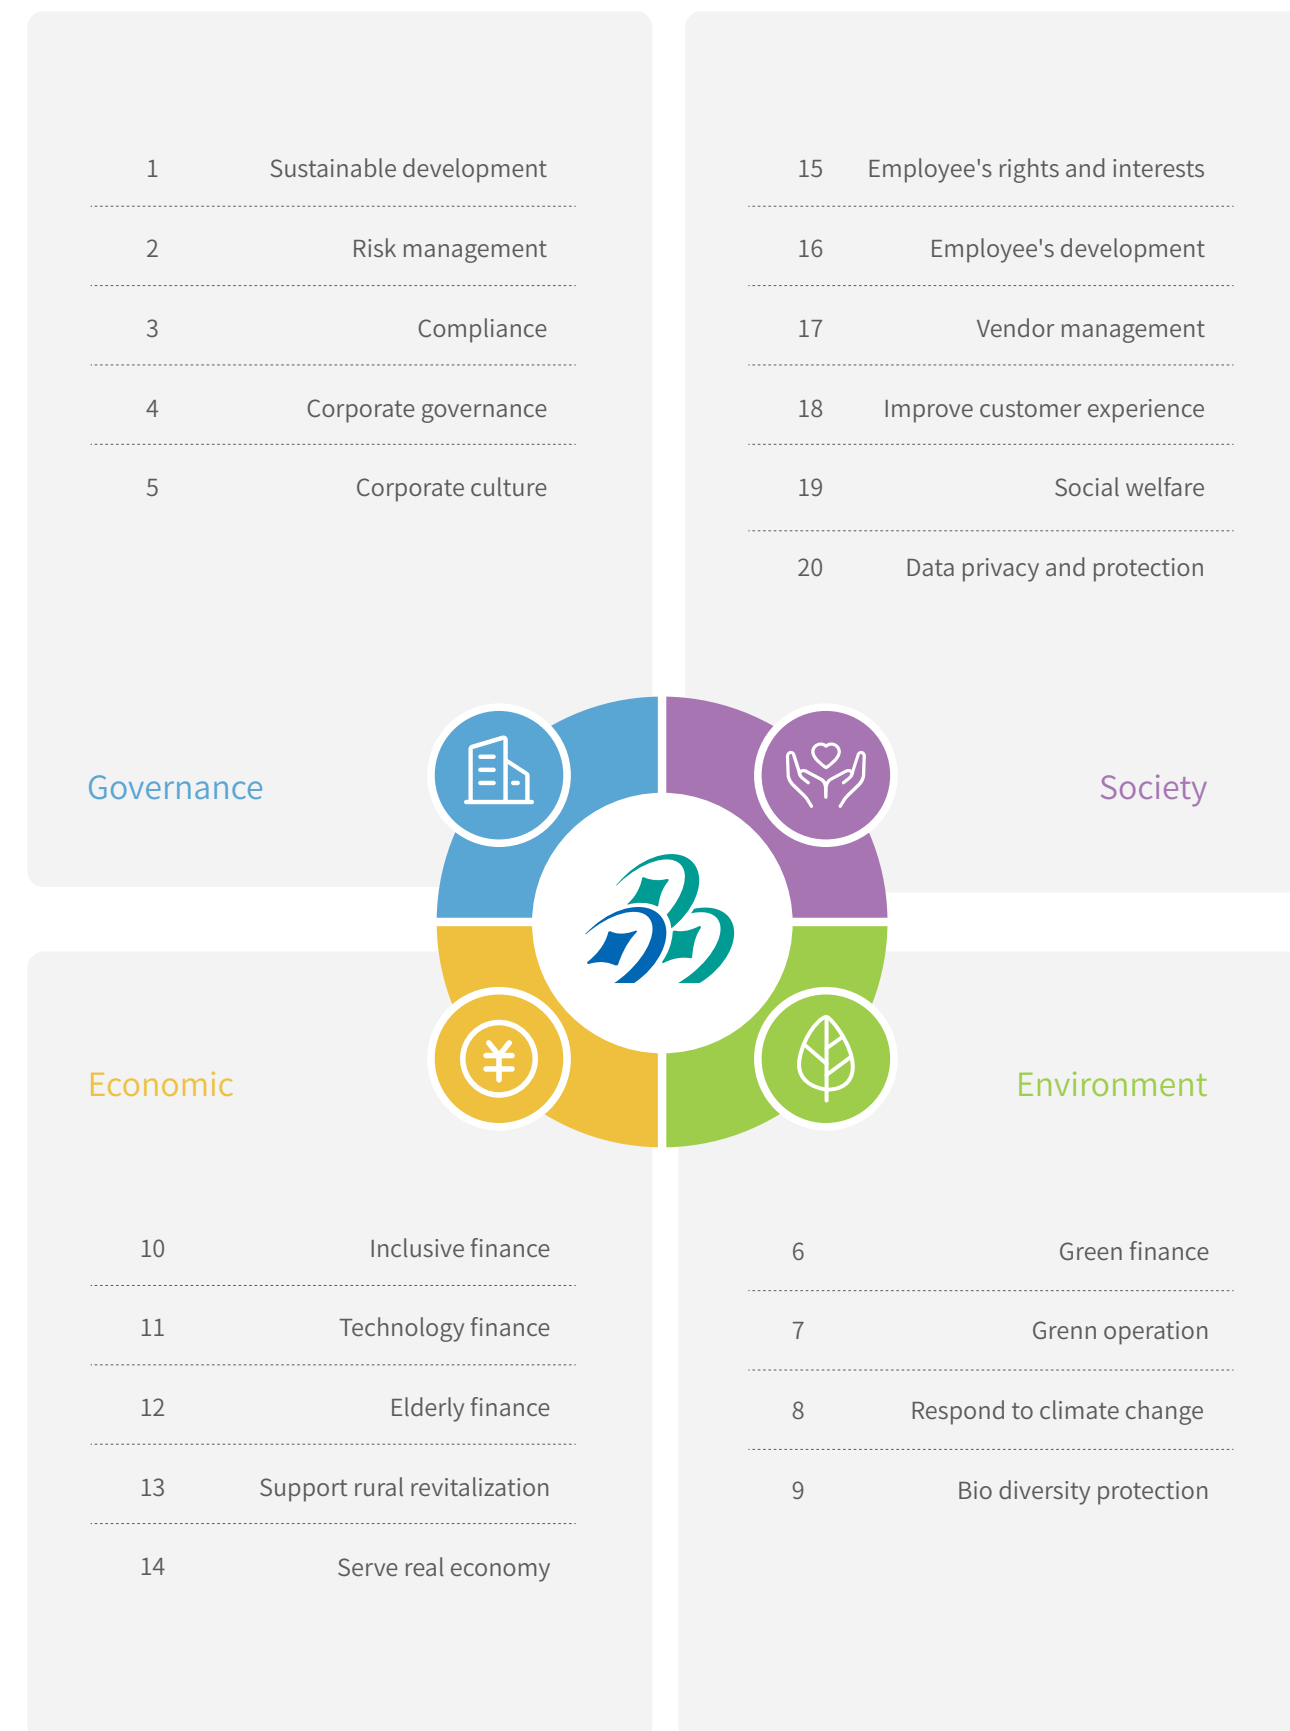 1 Sustainable development
2 Risk management
3 Compliance
4 Corporate governance
5 Corporate culture
Governance
15 Employee's rights and interests
16 Employee's development
17 Vendor management
18 Improve customer experience
19 Social welfare
20 Data privacy and protection
Society
Economic
10 Inclusive finance
11 Technology finance
12 Elderly finance
13 Support rural revitalization
14 Serve real economy
Environment
6 Green finance
7 Grenn operation
8 Respond to climate change
9 Bio diversity protection